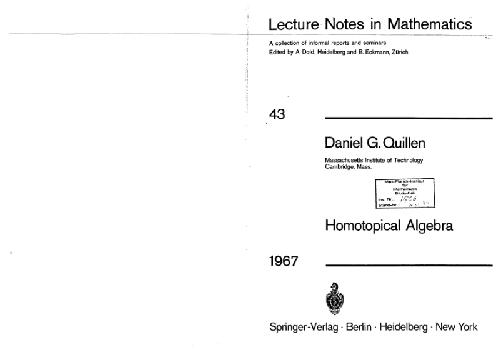 Lecture Notes in Mathematics
A collection of informal reports and seminars
Edited by A. Dold, Heidelberg and B. Eckmann, Zürich
43
Daniel G. Quillen
Massachusetts Institute of Technology
Cambridge, Mass.
Homotopical Algebra
1967
Springer-Verlag · Berlin · Heidelberg · New York